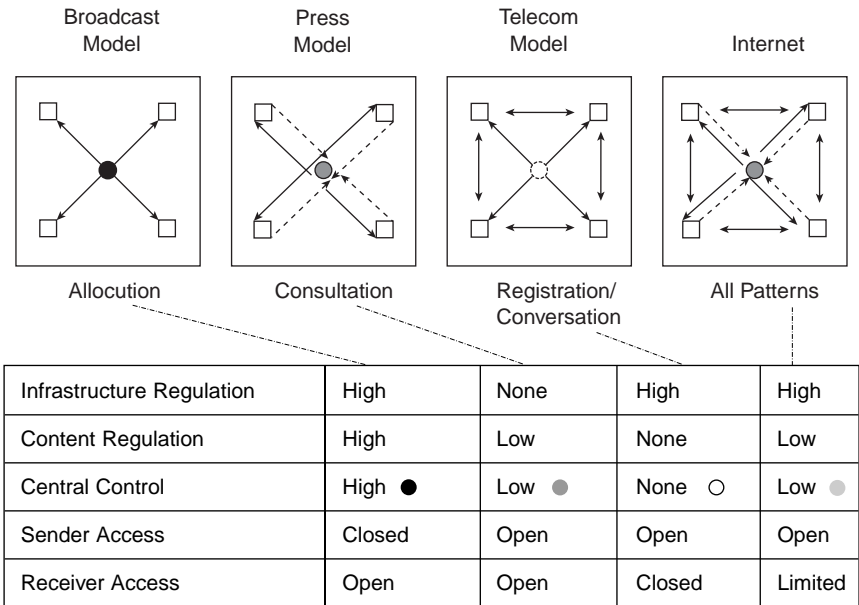 Broadcast Model
Press Model
Telecom Model
Internet
Allocution
Consultation
Registration/
Conversation
All Patterns
Infrastructure Regulation High None High High
Content Regulation High Low None Low
Central Control High Low None Low
Sender Access Closed Open Open Open
Receiver Access Open Open Closed Limited